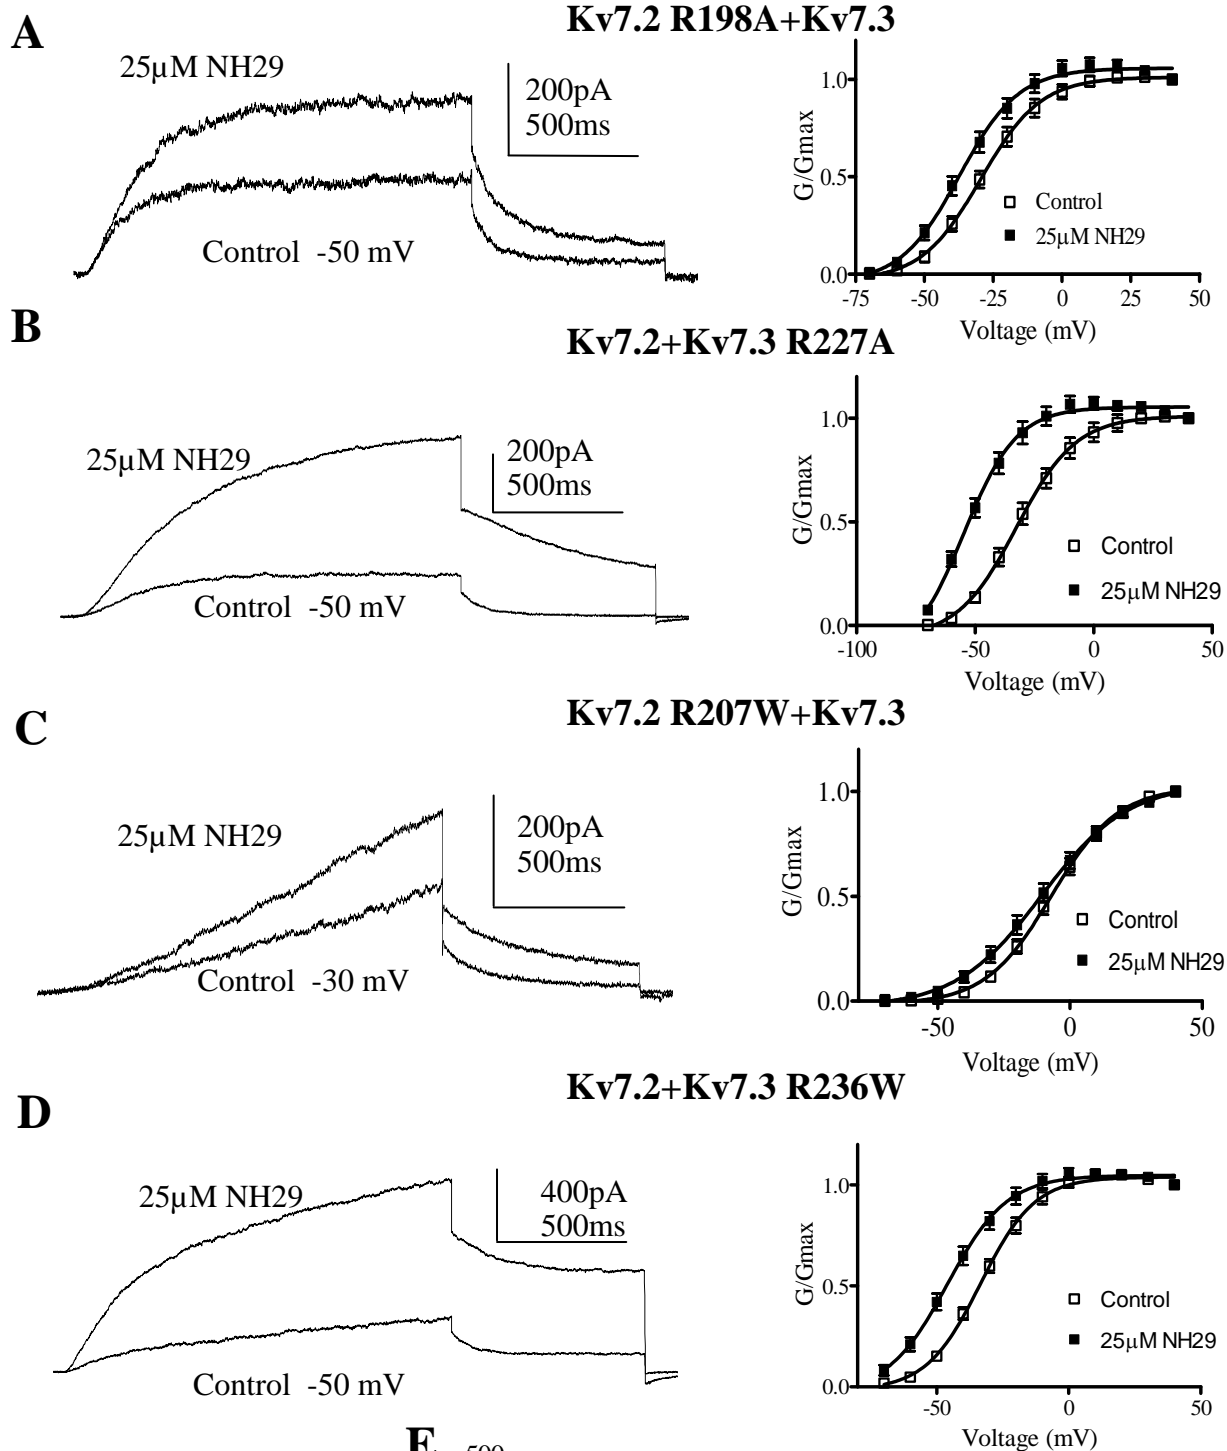 A
Kv7.2 R198A+Kv7.3
25µM NH29
200pA
500ms
Control -50 mV
G/Gmax
1.0
0.5
0.0
Control
25µM NH29
-75 -50 -25 0 25 50
Voltage (mV)
B
Kv7.2+Kv7.3 R227A
25µM NH29
200pA
500ms
Control -50 mV
G/Gmax
1.0
0.5
0.0
Control
25µM NH29
-100 -50 0 50
Voltage (mV)
C
Kv7.2 R207W+Kv7.3
25µM NH29
200pA
500ms
Control -30 mV
G/Gmax
1.0
0.5
0.0
Control
25µM NH29
-50 0 50
Voltage (mV)
D
Kv7.2+Kv7.3 R236W
25µM NH29
400pA
500ms
Control -50 mV
G/Gmax
1.0
0.5
0.0
Control
25µM NH29
-50 0 50
Voltage (mV)
E
500